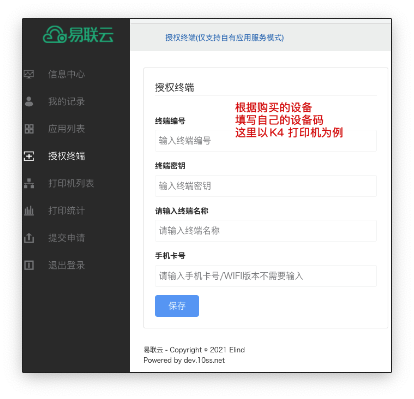 易联云
授权终端(仅支持自有应用服务模式)
信息中心
我的记录
应用列表
授权终端
打印机列表
打印统计
提交申请
退出登录
授权终端
根据购买的设备
填写自己的设备码
这里以K4 打印机为例
终端编号
输入终端编号
终端密钥
输入终端密钥
请输入终端名称
请输入终端名称
手机卡号
请输入手机卡号/WIFI版本不需要输入
保存
易联云 - Copyright © 2021 Elind
Powered by dev.10ss.net